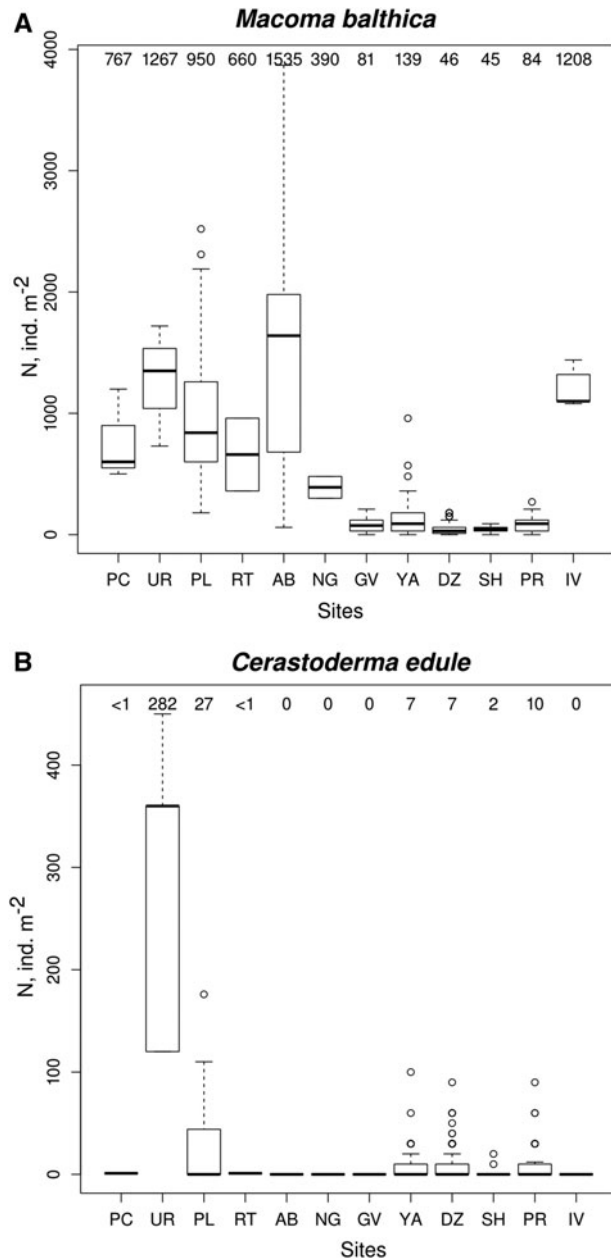 A
Macoma balthica
767 1267 950 660 1535 390 81 139 46 45 84 1208
4000
3000
2000
1000
0
N, ind. m⁻²
PC UR PL RT AB NG GV YA DZ SH PR IV
Sites
B
Cerastoderma edule
<1 282 27 <1 0 0 0 7 7 2 10 0
400
300
200
100
0
N, ind. m⁻²
PC UR PL RT AB NG GV YA DZ SH PR IV
Sites